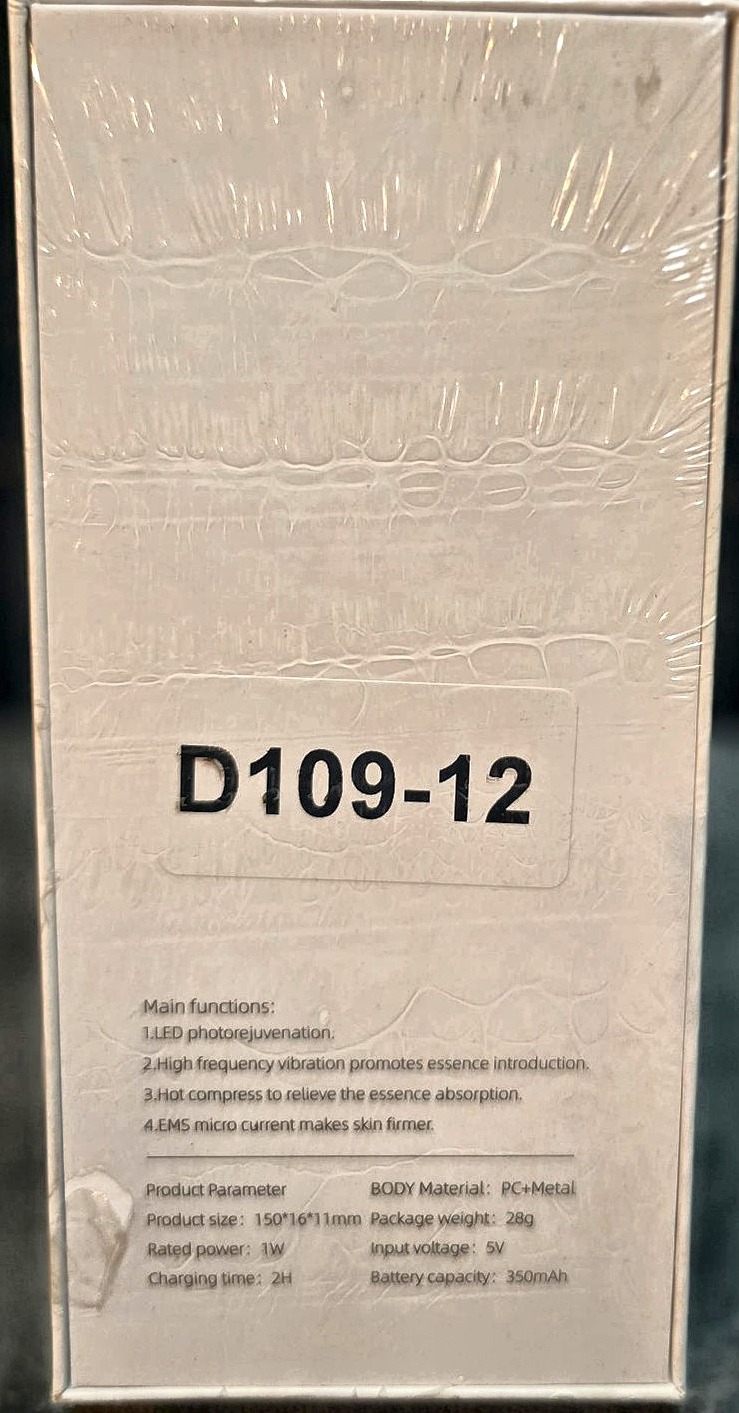 D109-12
Main functions:
1.LED photorejuvenation.
2.High frequency vibration promotes essence introduction.
3.Hot compress to relieve the essence absorption.
4.EMS micro current makes skin firmer.
Product Parameter BODY Material: PC+Metal
Product size: 150*16*11mm Package weight: 28g
Rated power: 1W Input voltage: 5V
Charging time: 2H Battery capacity: 350mAh